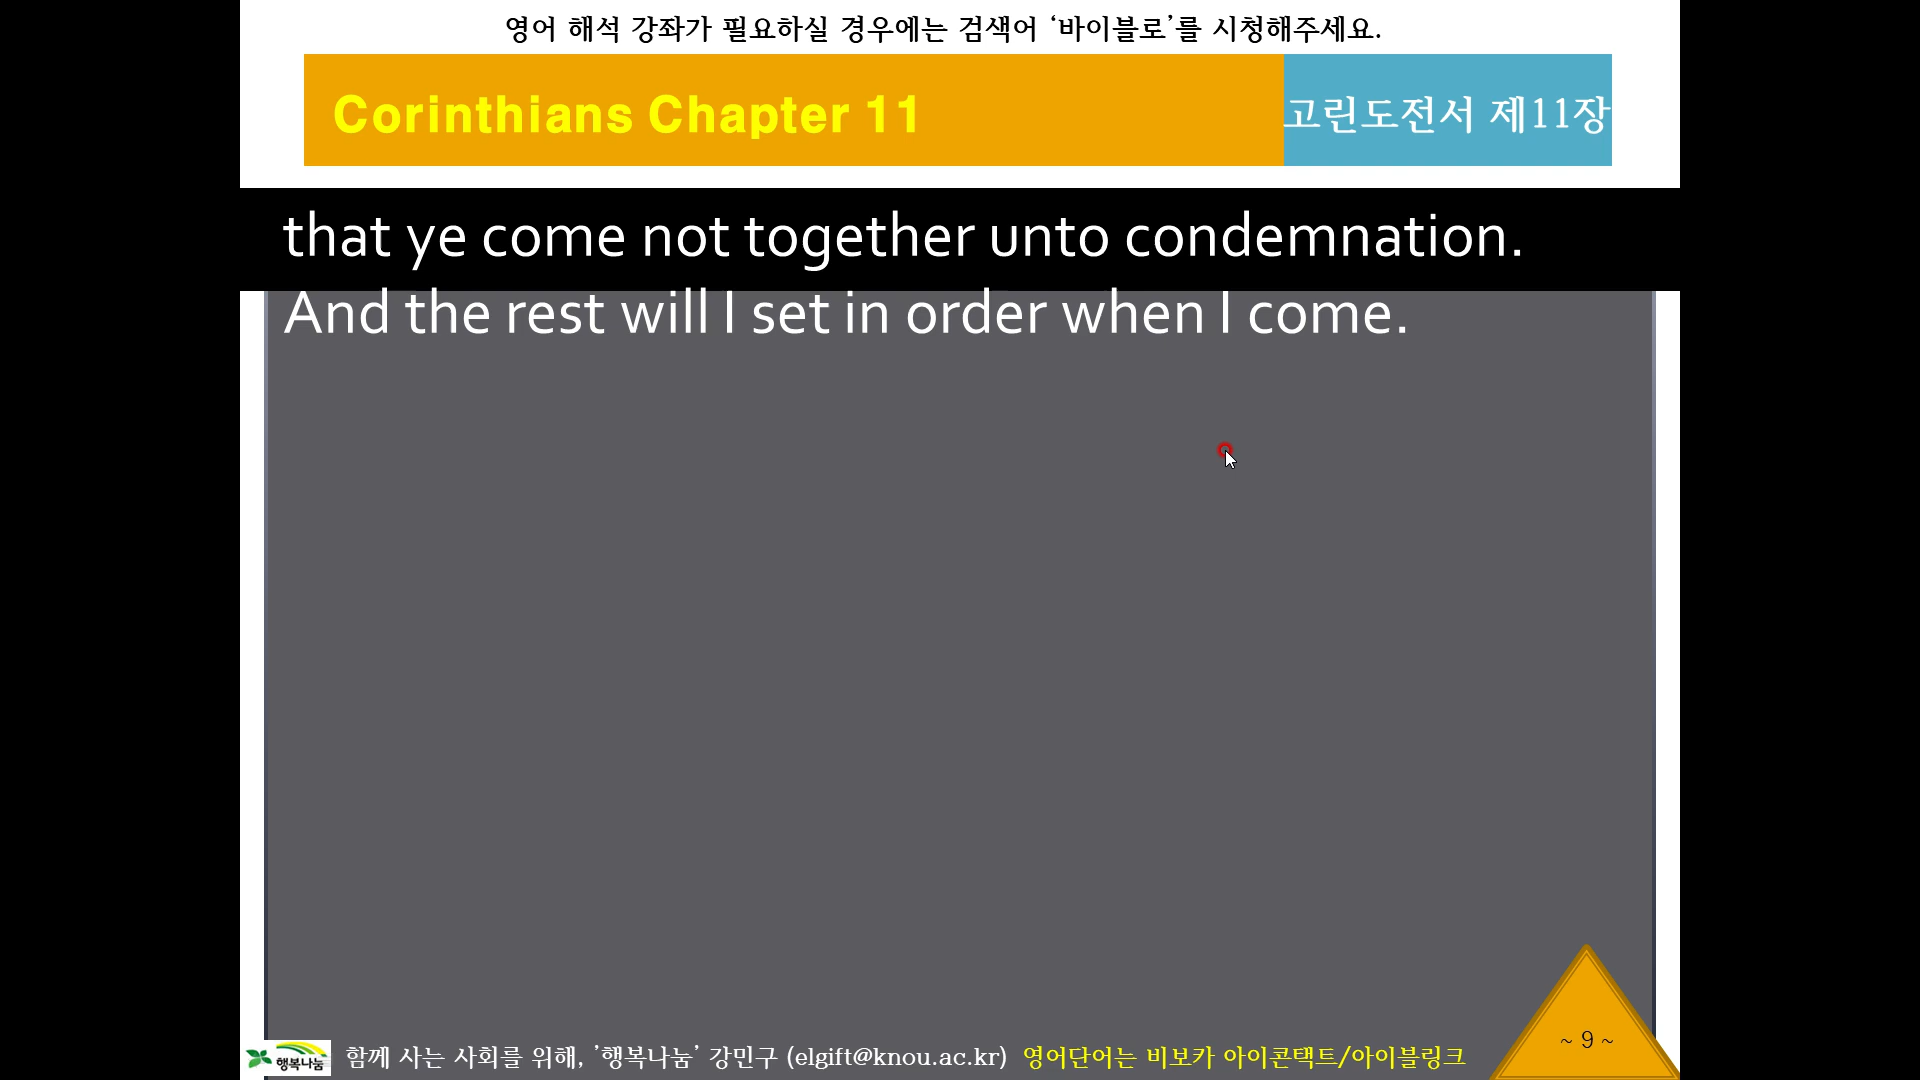 영어 해석 강좌가 필요하실 경우에는 검색어 ‘바이블로’를 시청해주세요.
Corinthians Chapter 11
고린도전서 제11장
that ye come not together unto condemnation.
And the rest will I set in order when I come.
~ 9 ~
행복나눔
함께 사는 사회를 위해, ’행복나눔’ 강민구 (elgift@knou.ac.kr) 영어단어는 비보카 아이콘택트/아이블링크